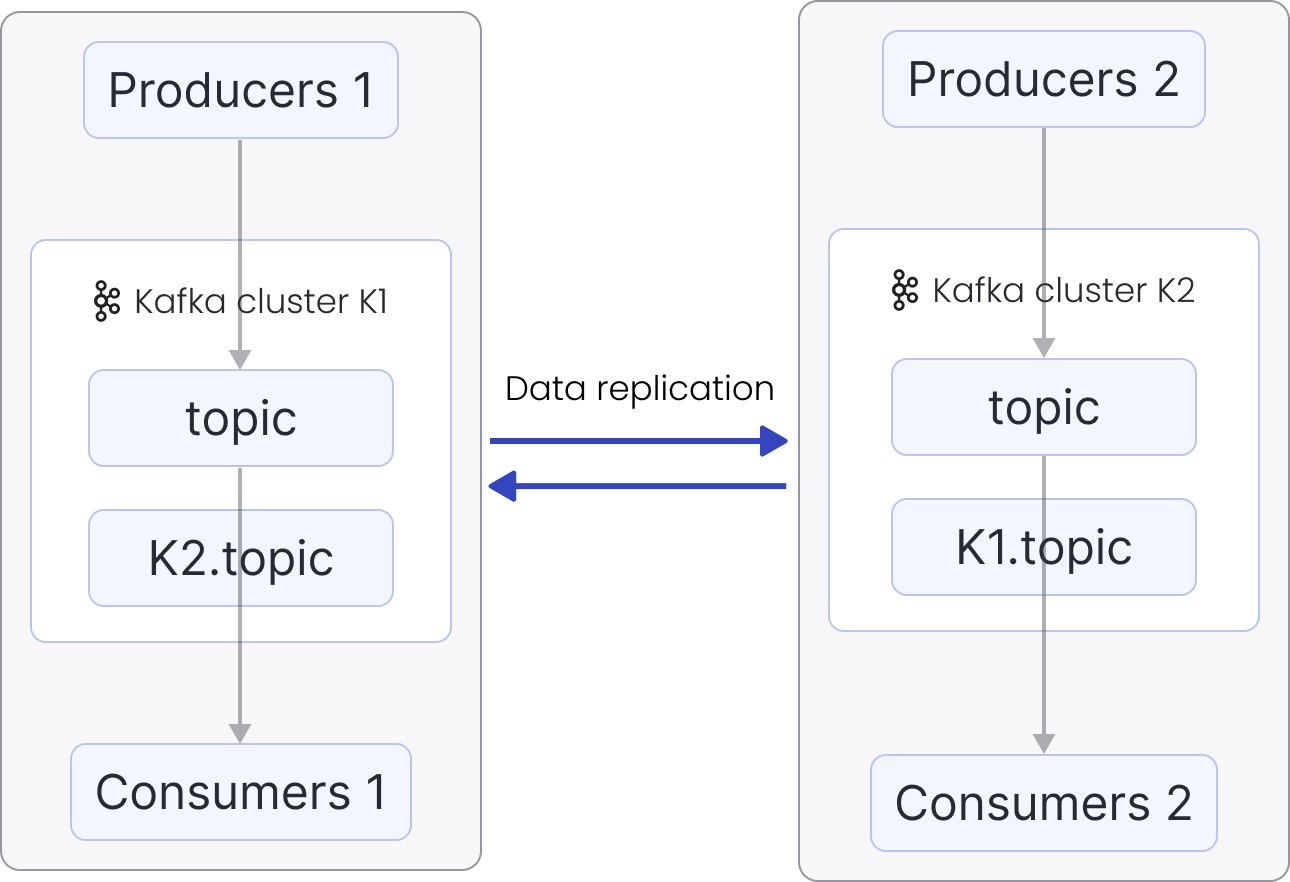 Producers 1
Kafka cluster K1
topic
K2.topic
Consumers 1
Data replication
Producers 2
Kafka cluster K2
topic
K1.topic
Consumers 2